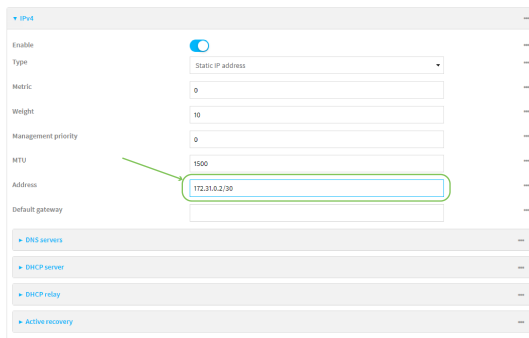 ▾ IPv4
Enable
Type Static IP address
Metric 0
Weight 10
Management priority 0
MTU 1500
Address 172.31.0.2/30
Default gateway
▸ DNS servers
▸ DHCP server
▸ DHCP relay
▸ Active recovery